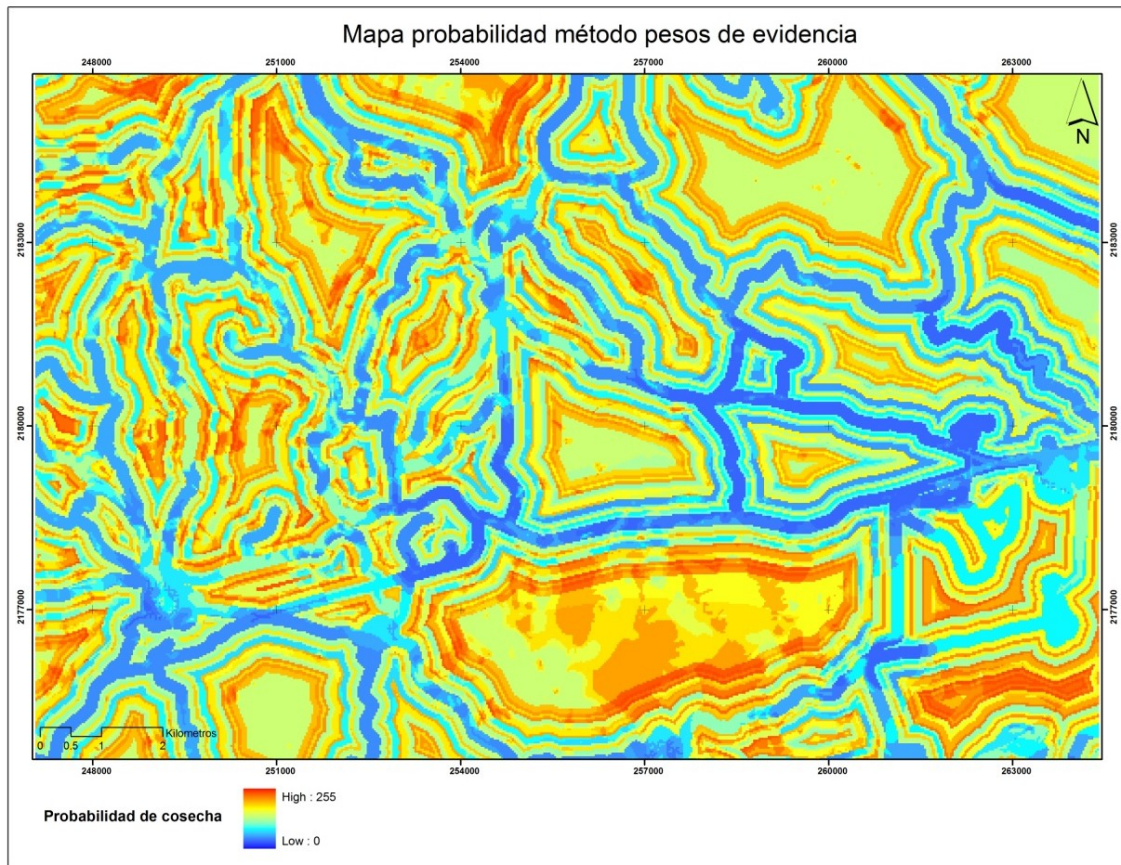 Mapa probabilidad método pesos de evidencia
248000 251000 254000 257000 260000 263000
N
2183000 2183000
2180000 2180000
2177000 2177000
Kilometros
0 0.5 1 2
248000 251000 254000 257000 260000 263000
Probabilidad de cosecha
High : 255
Low : 0